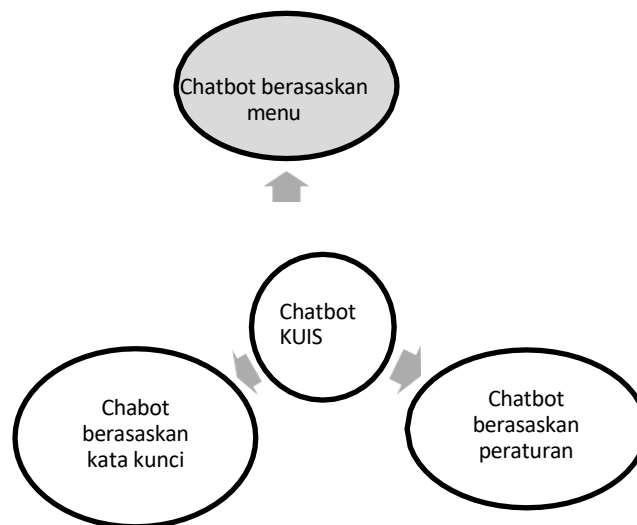 Chatbot berasaskan
menu
Chatbot
KUIS
Chabot
berasaskan
kata kunci
Chatbot
berasaskan
peraturan